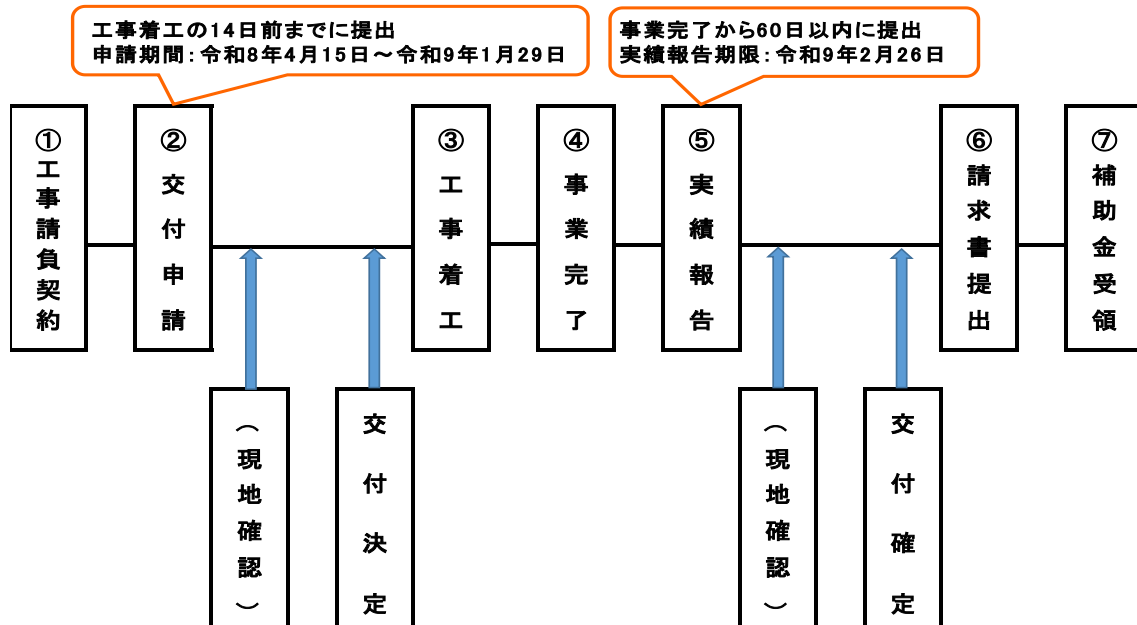 工事着工の14日前までに提出
申請期間：令和8年4月15日～令和9年1月29日
事業完了から60日以内に提出
実績報告期限：令和9年2月26日
①工事請負契約
②交付申請
③工事着工
④事業完了
⑤実績報告
⑥請求書提出
⑦補助金受領
（現地確認）
交付決定
（現地確認）
交付確定